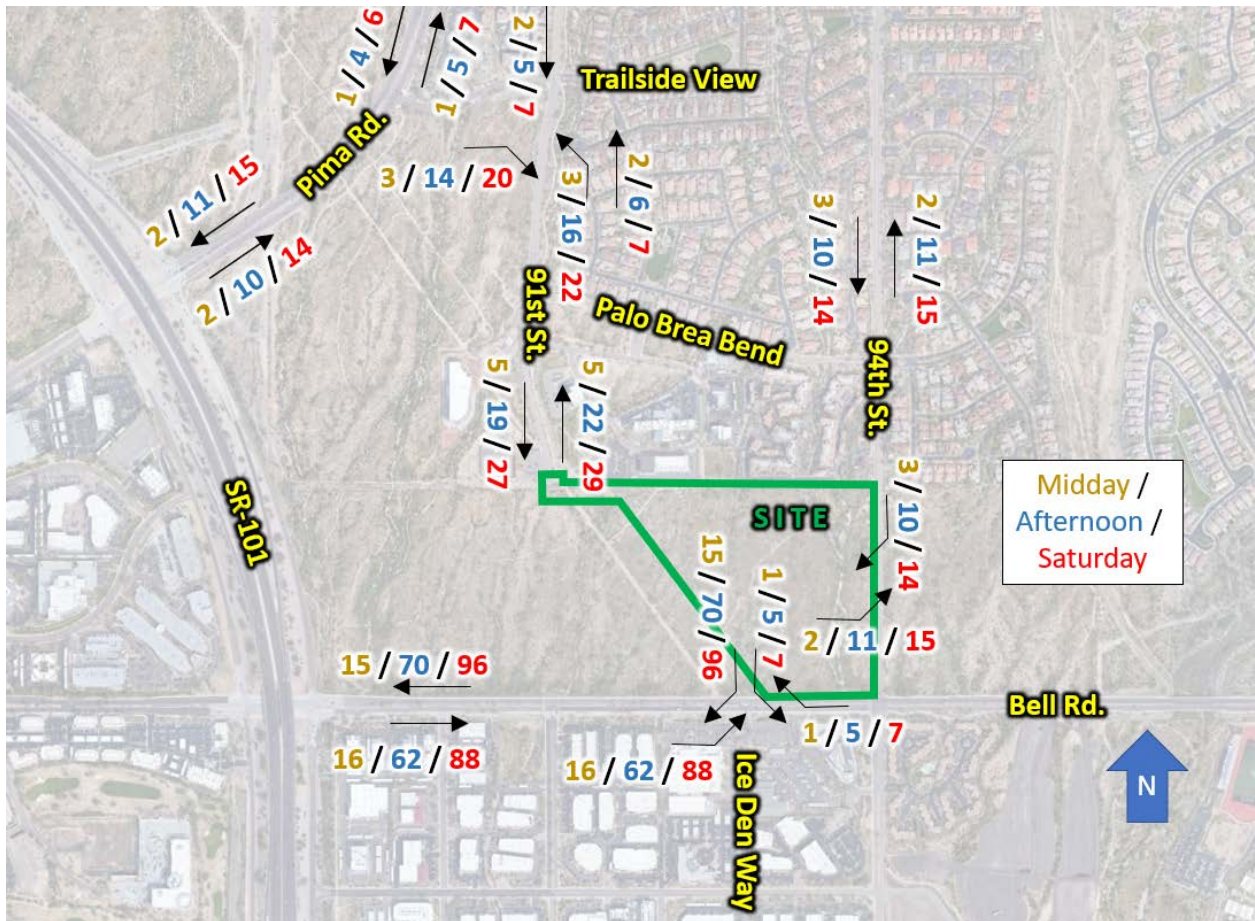 1 / 4 / 6
1 / 5 / 7
2 / 5 / 7
Trailside View
Pima Rd.
2 / 11 / 15
3 / 14 / 20
3 / 16 / 22
2 / 6 / 7
2 / 10 / 14
3 / 10 / 14
2 / 11 / 15
91st St.
Palo Brea Bend
94th St.
5 / 19 / 27
5 / 22 / 29
SR-101
SITE
3 / 10 / 14
Midday /
Afternoon /
Saturday
15 / 70 / 96
1 / 5 / 7
2 / 11 / 15
15 / 70 / 96
Bell Rd.
1 / 5 / 7
16 / 62 / 88
16 / 62 / 88
Ice Den Way
N